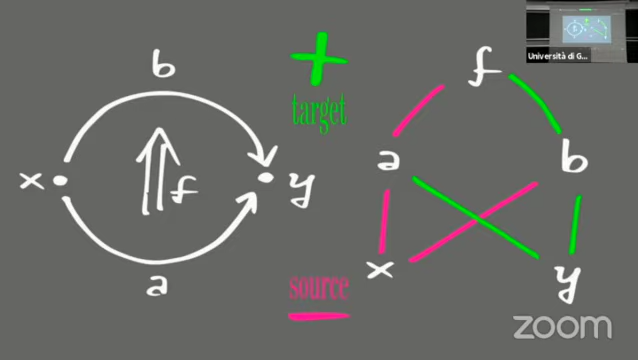 b
x
f
y
a
+
target
source
f
a
b
x
y
Università di G...
zoom